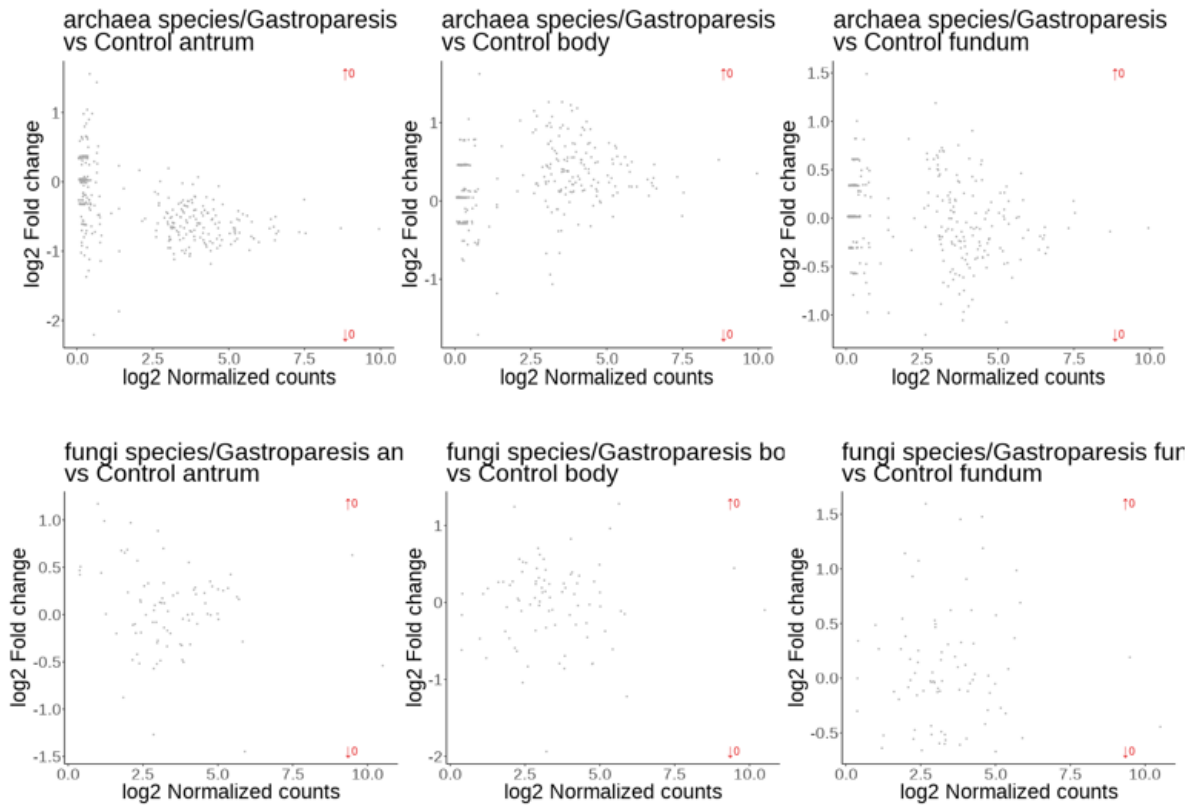 archaea species/Gastroparesis
vs Control antrum
↑0
1
0
-1
-2
log2 Fold change
↓0
0.0 2.5 5.0 7.5 10.0
log2 Normalized counts
archaea species/Gastroparesis
vs Control body
↑0
1
0
-1
log2 Fold change
↓0
0.0 2.5 5.0 7.5 10.0
log2 Normalized counts
archaea species/Gastroparesis
vs Control fundum
↑0
1.5
1.0
0.5
0.0
-0.5
-1.0
log2 Fold change
↓0
0.0 2.5 5.0 7.5 10.0
log2 Normalized counts
fungi species/Gastroparesis an
vs Control antrum
↑0
1.0
0.5
0.0
-0.5
-1.0
-1.5
log2 Fold change
↓0
0.0 2.5 5.0 7.5 10.0
log2 Normalized counts
fungi species/Gastroparesis bo
vs Control body
↑0
1
0
-1
-2
log2 Fold change
↓0
0.0 2.5 5.0 7.5 10.0
log2 Normalized counts
fungi species/Gastroparesis fun
vs Control fundum
↑0
1.5
1.0
0.5
0.0
-0.5
log2 Fold change
↓0
0.0 2.5 5.0 7.5 10.0
log2 Normalized counts